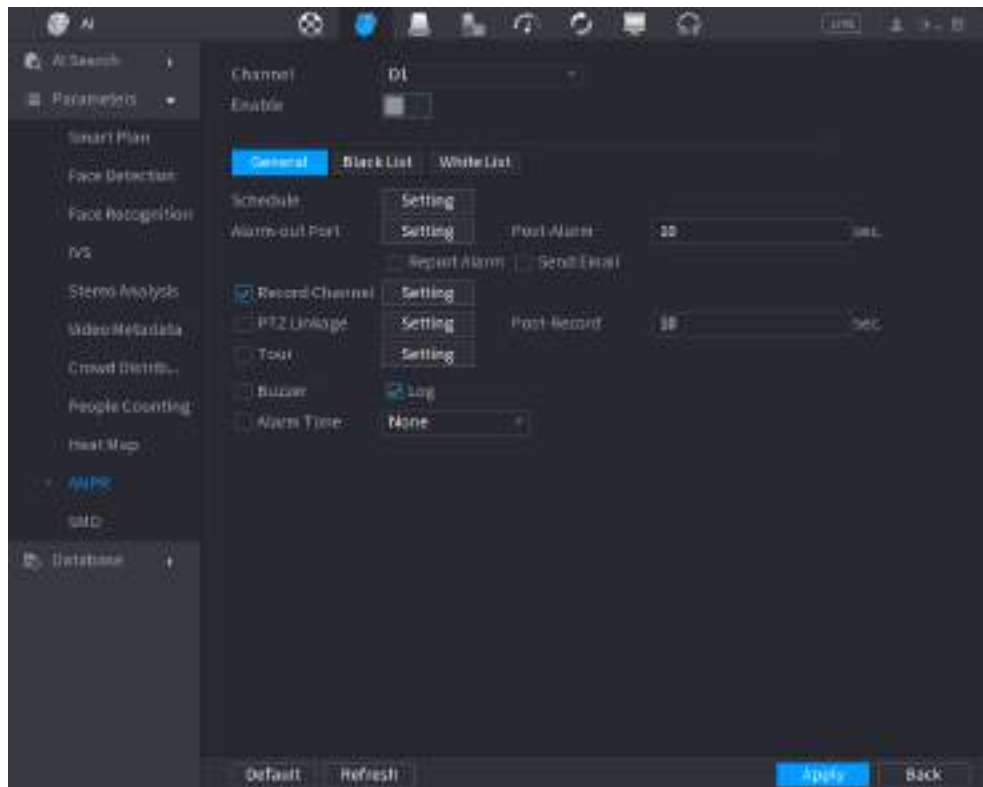 AI
LIVE
AI Search
Parameters
Smart Plan
Face Detection
Face Recognition
IVS
Stereo Analysis
Video Metadata
Crowd Distrib...
People Counting
Heat Map
ANPR
SMD
Database
Channel D1
Enable
General Black List White List
Schedule Setting
Alarm-out Port Setting Post-Alarm 10 sec.
Report Alarm Send Email
Record Channel Setting
PTZ Linkage Setting Post-Record 10 sec.
Tour Setting
Buzzer Log
Alarm Tone None
Default Refresh Apply Back